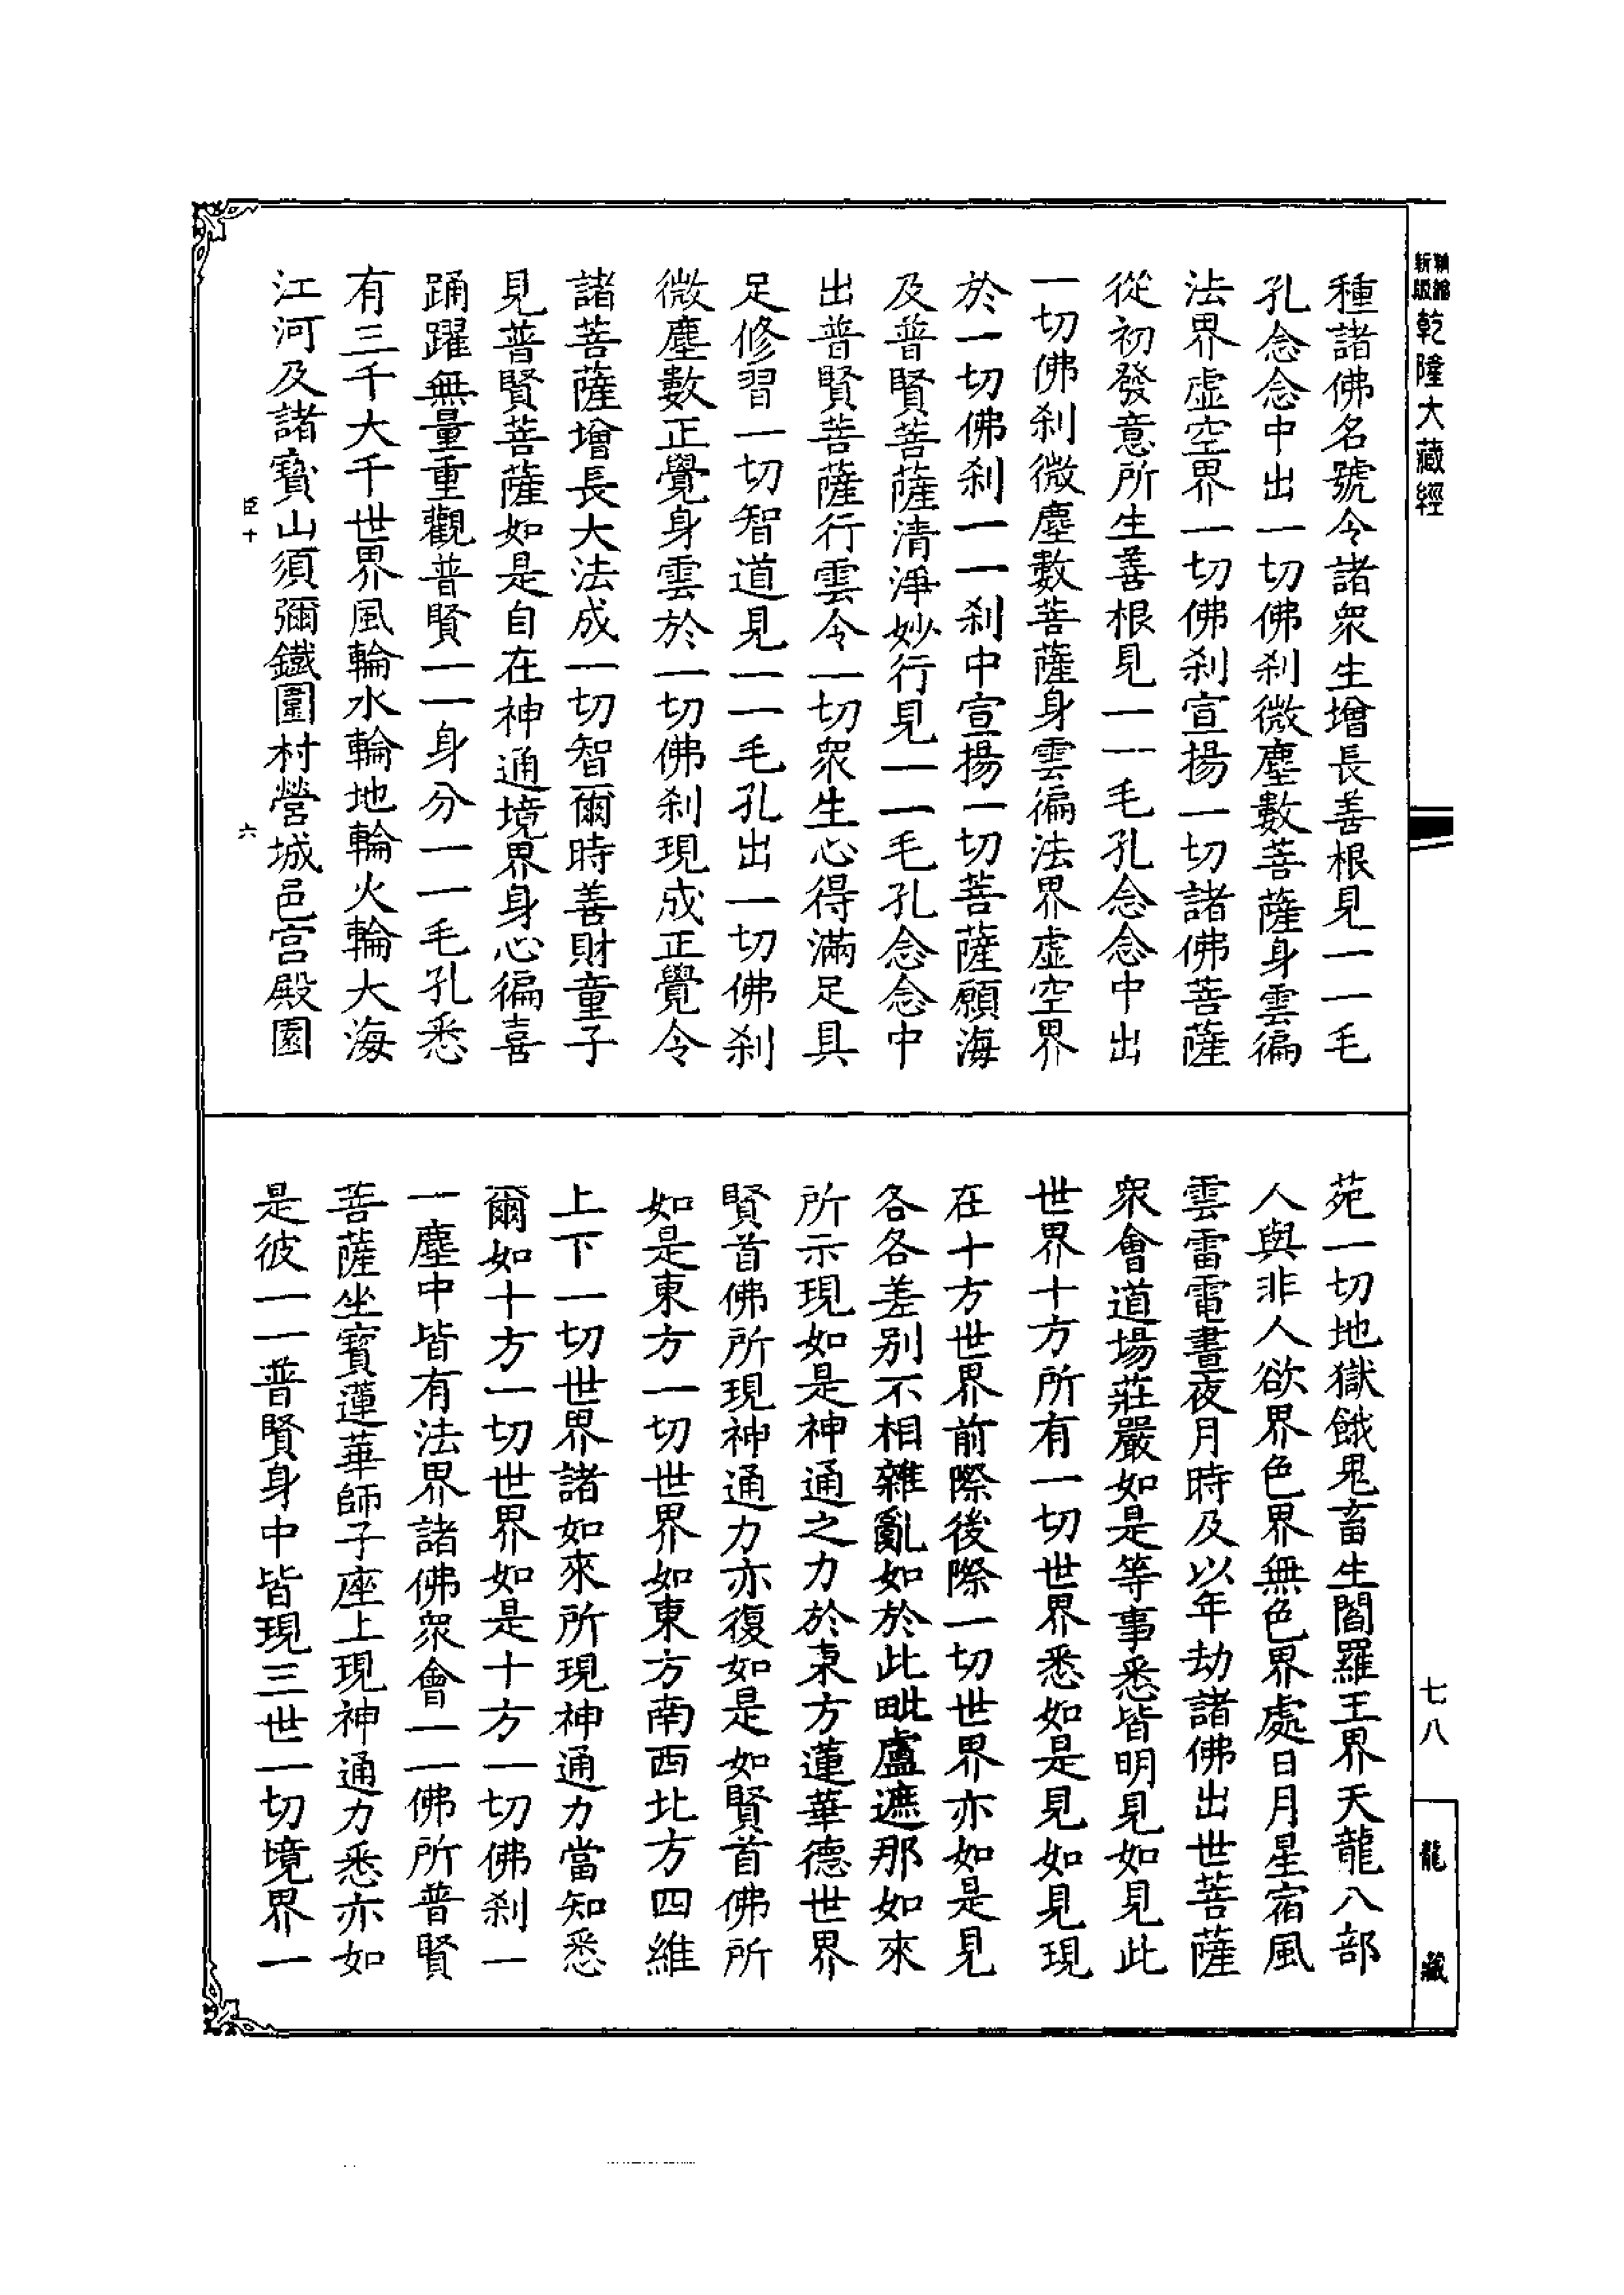 精縮
新版
乾隆大藏經
種諸佛名號令諸衆生增長善根見一一毛
孔念念中出一切佛刹微塵數菩薩身雲徧
法界虛空界一切佛刹宣揚一切諸佛菩薩
從初發意所生善根見一一毛孔念念中出
一切佛刹微塵數菩薩身雲徧法界虛空界
於一切佛刹一一刹中宣揚一切菩薩願海
及普賢菩薩清淨妙行見一一毛孔念念中
出普賢菩薩行雲令一切衆生心得滿足具
足修習一切智道見一一毛孔出一切佛刹
微塵數正覺身雲於一切佛刹現成正覺令
諸菩薩增長大法成一切智爾時善財童子
見普賢菩薩如是自在神通境界身心徧喜
踊躍無量重觀普賢一一身分一一毛孔悉
有三千大千世界風輪水輪地輪火輪大海
江河及諸寶山須彌鐵圍村營城邑宮殿園
臣十
六
苑一切地獄餓鬼畜生閻羅王界天龍八部
人與非人欲界色界無色界處日月星宿風
雲雷電晝夜月時及以年劫諸佛出世菩薩
衆會道場莊嚴如是等事悉皆明見如見此
世界十方所有一切世界悉如是見如見現
在十方世界前際後際一切世界亦如是見
各各差别不相雜亂如於此毗盧遮那如來
所示現如是神通之力於東方蓮華德世界
賢首佛所現神通力亦復如是如賢首佛所
如是東方一切世界如東方南西北方四維
上下一切世界諸如來所現神通力當知悉
爾如十方一切世界如是十方一切佛刹一
一塵中皆有法界諸佛衆會一一佛所普賢
菩薩坐寶蓮華師子座上現神通力悉亦如
是彼一一普賢身中皆現三世一切境界一
七八
龍藏